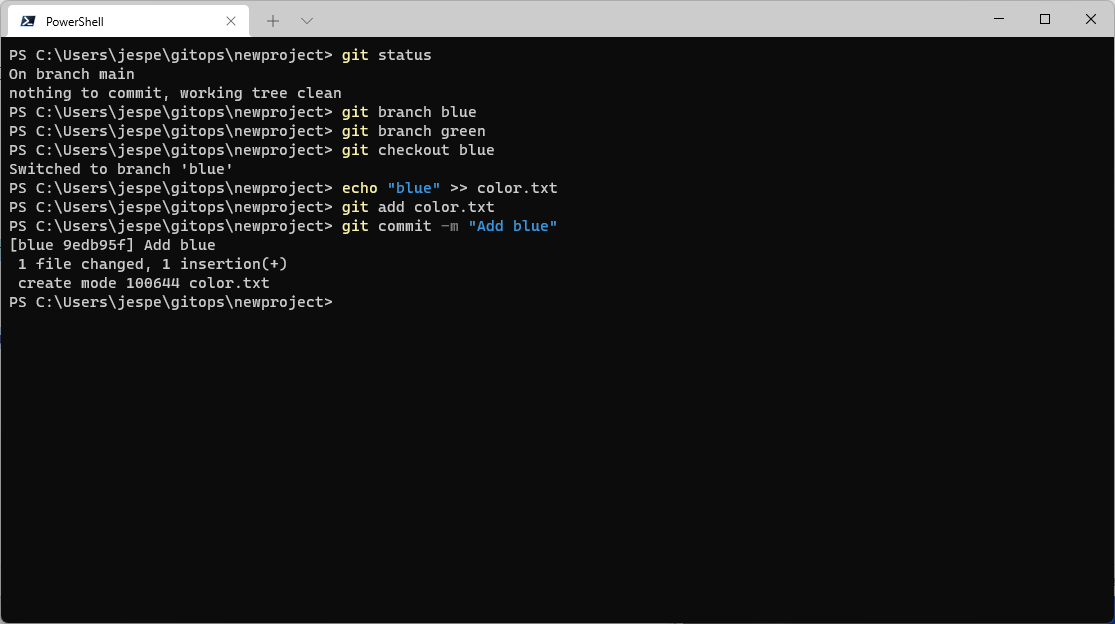 PowerShell
PS C:\Users\jespe\gitops\newproject> git status
On branch main
nothing to commit, working tree clean
PS C:\Users\jespe\gitops\newproject> git branch blue
PS C:\Users\jespe\gitops\newproject> git branch green
PS C:\Users\jespe\gitops\newproject> git checkout blue
Switched to branch 'blue'
PS C:\Users\jespe\gitops\newproject> echo "blue" >> color.txt
PS C:\Users\jespe\gitops\newproject> git add color.txt
PS C:\Users\jespe\gitops\newproject> git commit -m "Add blue"
[blue 9edb95f] Add blue
 1 file changed, 1 insertion(+)
 create mode 100644 color.txt
PS C:\Users\jespe\gitops\newproject>